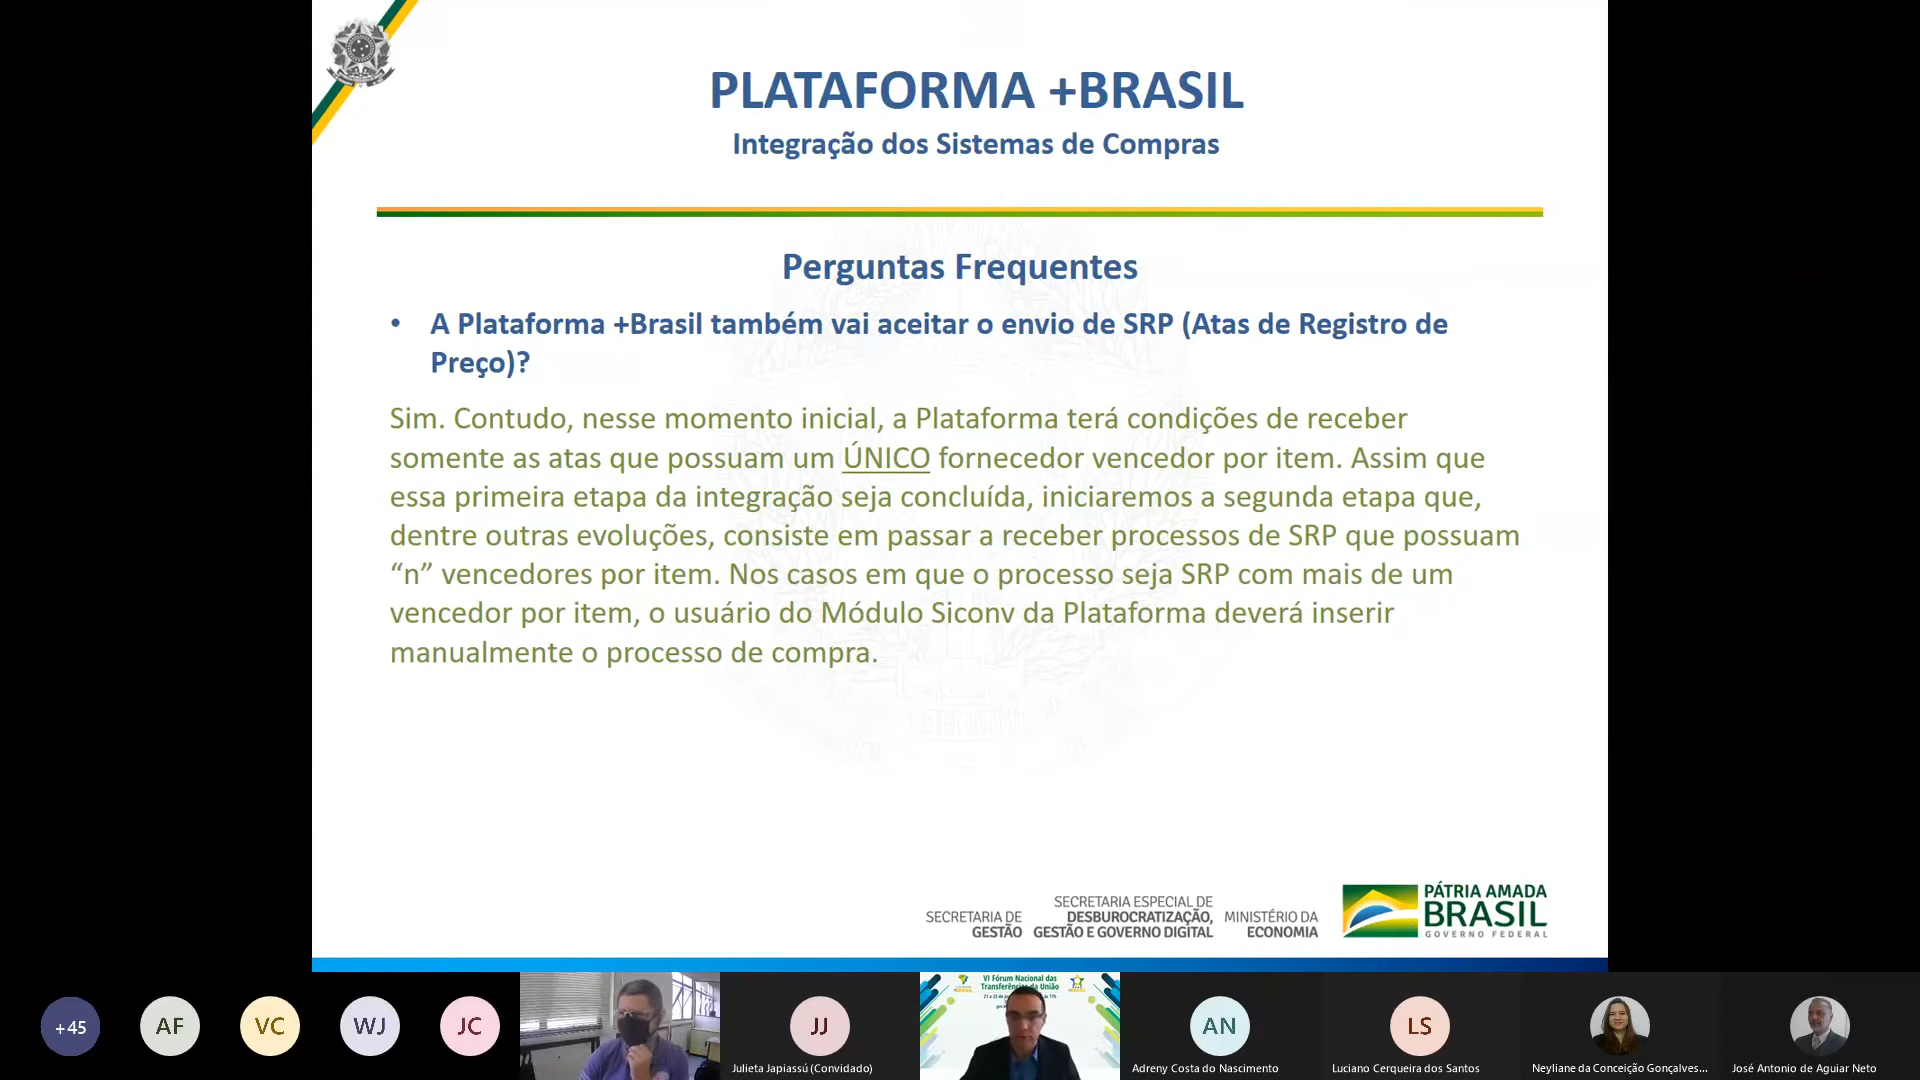 PLATAFORMA +BRASIL
Integração dos Sistemas de Compras
Perguntas Frequentes
• A Plataforma +Brasil também vai aceitar o envio de SRP (Atas de Registro de
Preço)?
Sim. Contudo, nesse momento inicial, a Plataforma terá condições de receber
somente as atas que possuam um ÚNICO fornecedor vencedor por item. Assim que
essa primeira etapa da integração seja concluída, iniciaremos a segunda etapa que,
dentre outras evoluções, consiste em passar a receber processos de SRP que possuam
“n” vencedores por item. Nos casos em que o processo seja SRP com mais de um
vencedor por item, o usuário do Módulo Siconv da Plataforma deverá inserir
manualmente o processo de compra.
SECRETARIA DE
GESTÃO
SECRETARIA ESPECIAL DE
DESBUROCRATIZAÇÃO,
GESTÃO E GOVERNO DIGITAL
MINISTÉRIO DA
ECONOMIA
PÁTRIA AMADA
BRASIL
GOVERNO FEDERAL
+45
AF
VC
WJ
JC
JJ
Julieta Japiassú (Convidado)
VI Fórum Nacional das
Transferências da União
AN
Adreny Costa do Nascimento
LS
Luciano Cerqueira dos Santos
Neyliane da Conceição Gonçalves...
José Antonio de Aguiar Neto